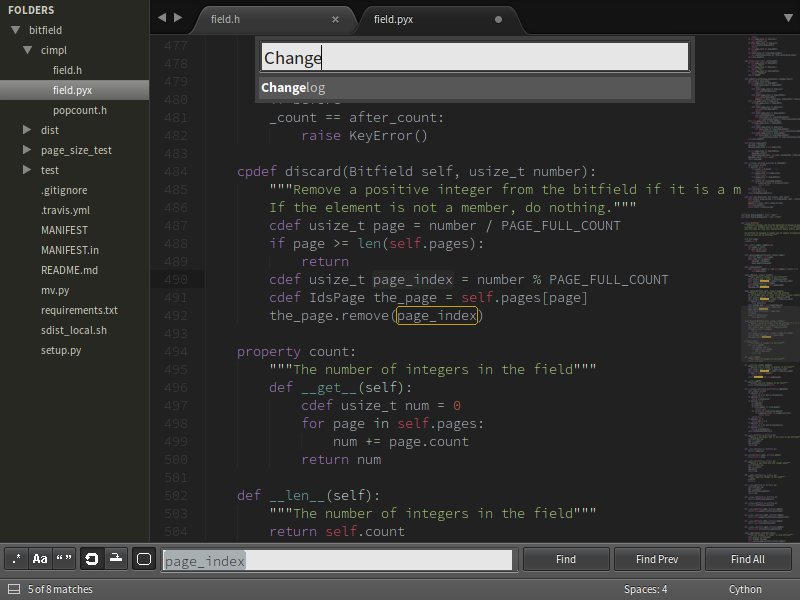 FOLDERS
bitfield
cimpl
field.h
field.pyx
popcount.h
dist
page_size_test
test
.gitignore
.travis.yml
MANIFEST
MANIFEST.in
README.md
mv.py
requirements.txt
sdist_local.sh
setup.py
field.h ×
field.pyx
Change
Changelog
477
478
479
480
481 _count == after_count:
482 raise KeyError()
483
484 cpdef discard(Bitfield self, usize_t number):
485 """Remove a positive integer from the bitfield if it is a m
486 If the element is not a member, do nothing."""
487 cdef usize_t page = number / PAGE_FULL_COUNT
488 if page >= len(self.pages):
489 return
490 cdef usize_t page_index = number % PAGE_FULL_COUNT
491 cdef IdsPage the_page = self.pages[page]
492 the_page.remove(page_index)
493
494 property count:
495 """The number of integers in the field"""
496 def __get__(self):
497 cdef usize_t num = 0
498 for page in self.pages:
499 num += page.count
500 return num
501
502 def __len__(self):
503 """The number of integers in the field"""
504 return self.count
.* Aa “ ” page_index Find Find Prev Find All
5 of 8 matches Spaces: 4 Cython